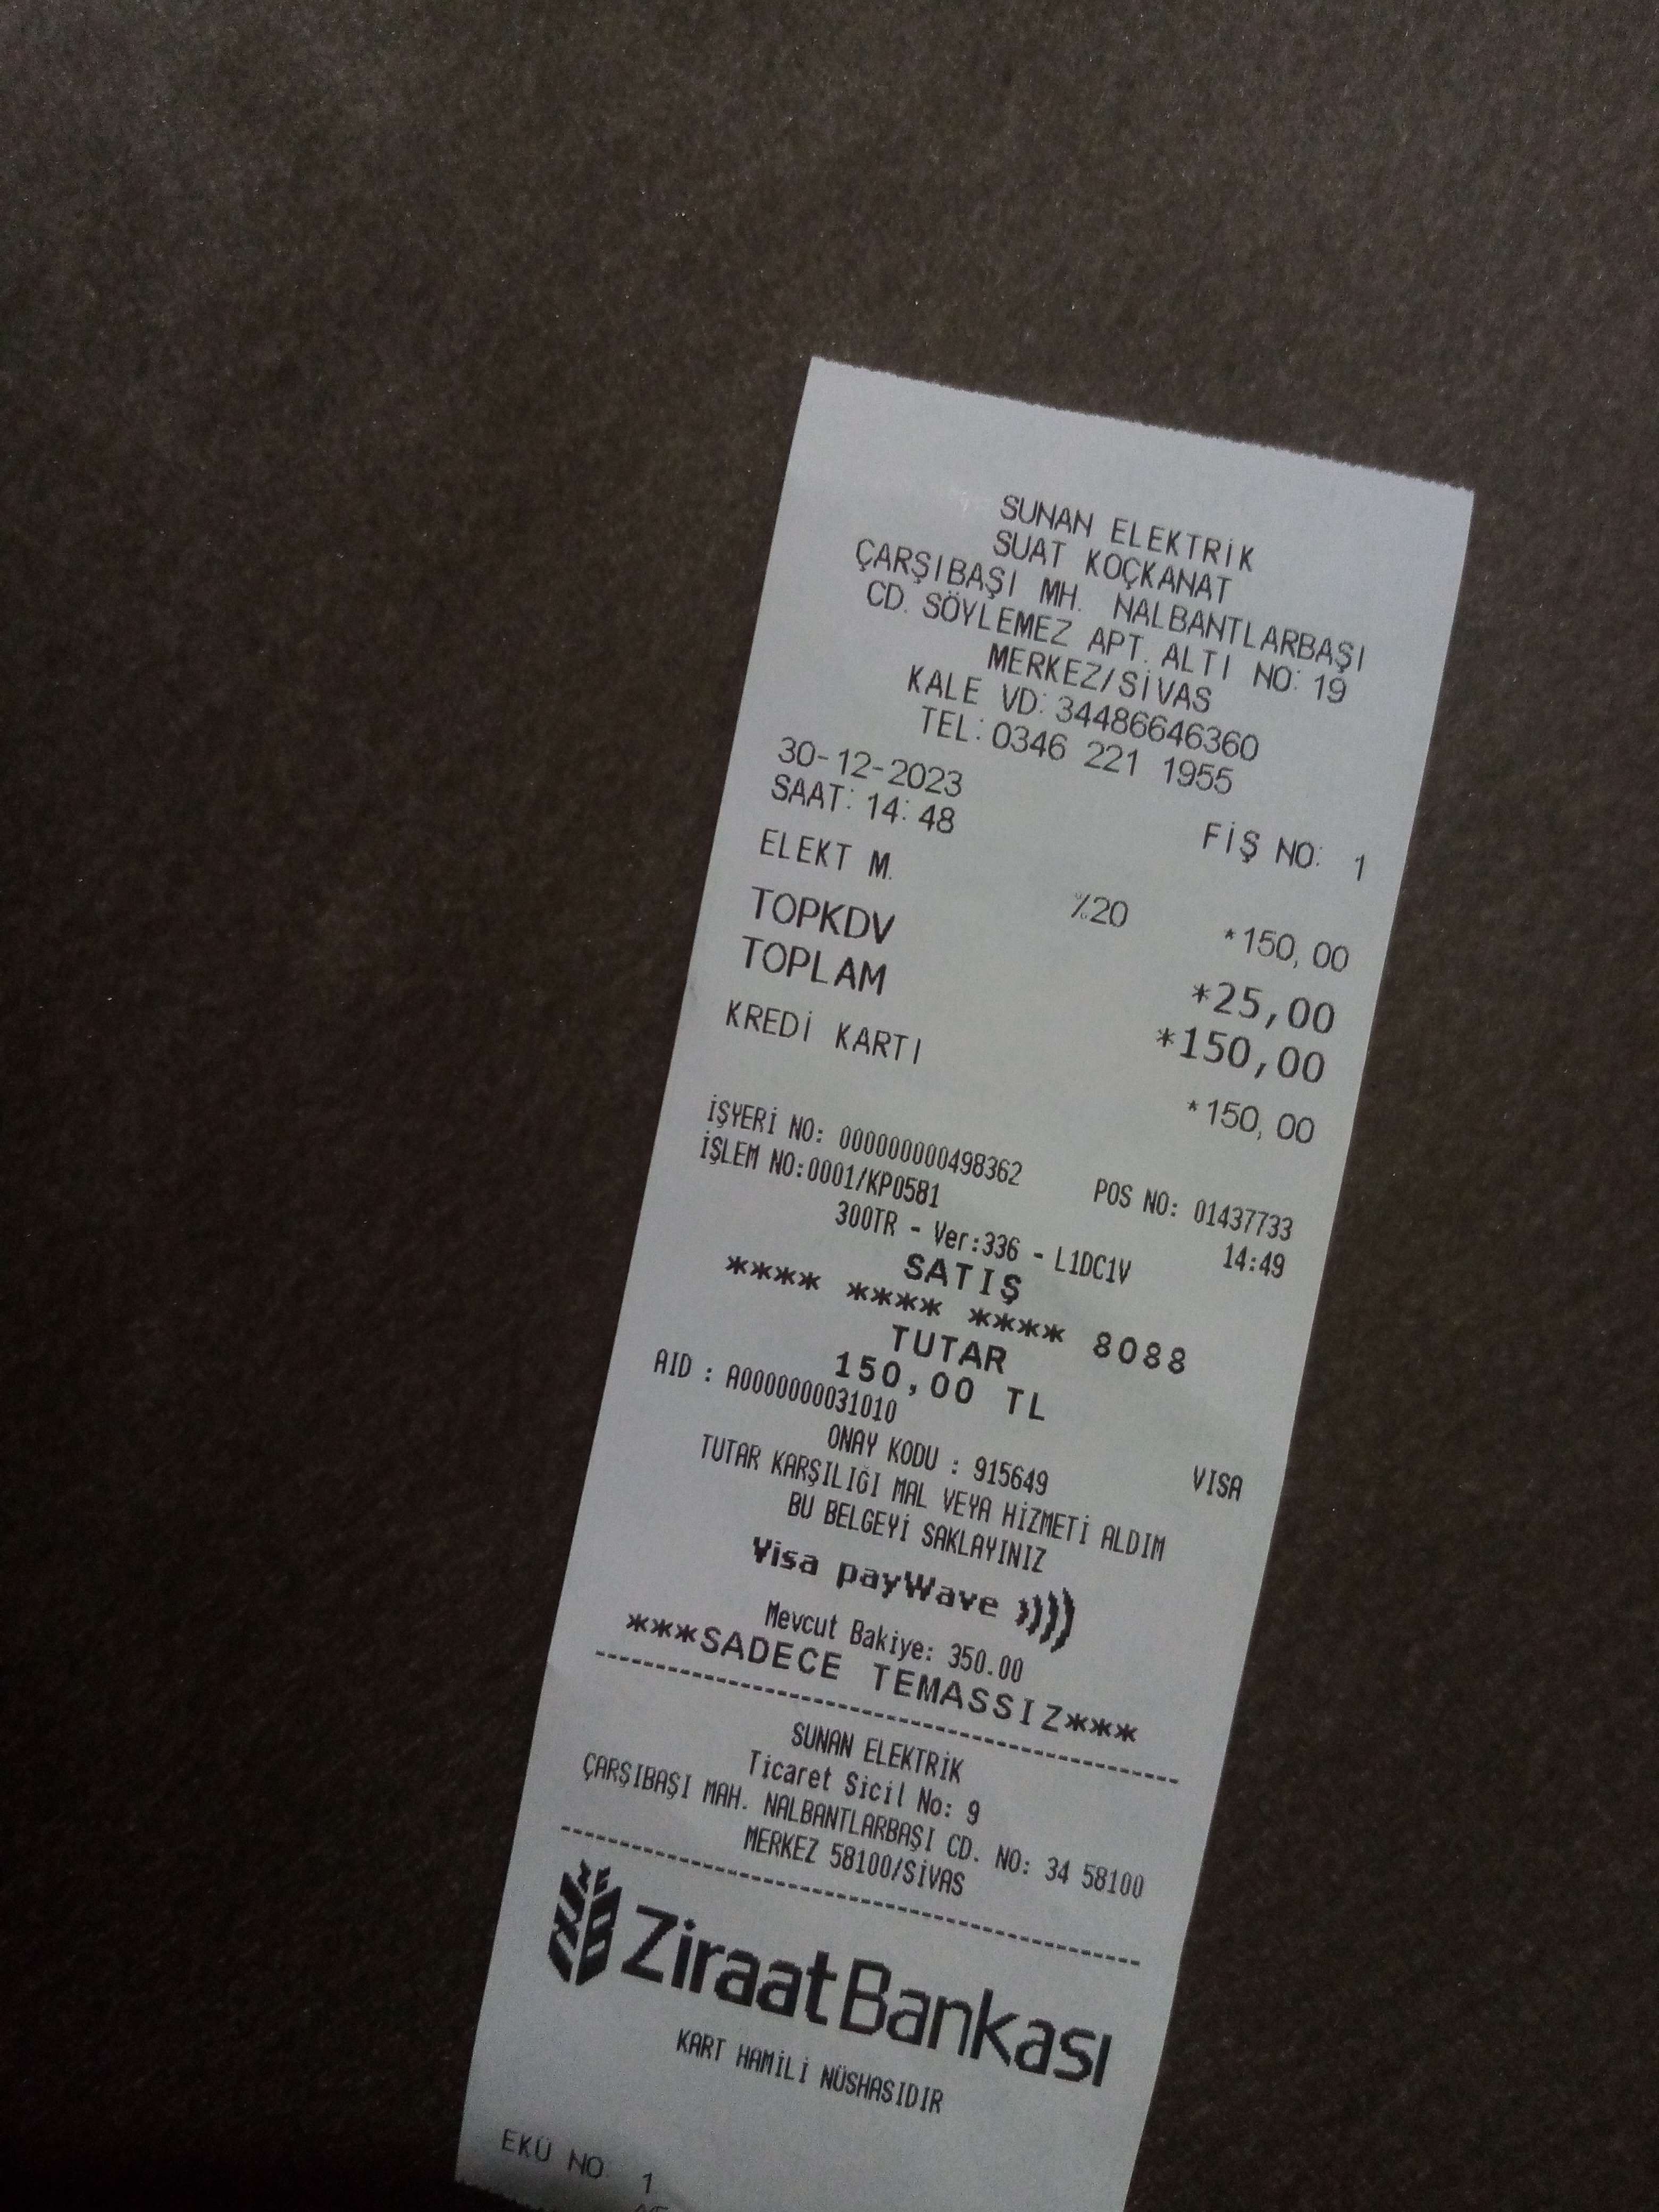 SUNAN ELEKTRİK
SUAT KOÇKANAT
ÇARŞIBAŞI MH. NALBANTLARBAŞI
CD. SÖYLEMEZ APT. ALTI NO: 19
MERKEZ/SİVAS
KALE VD: 34486646360
TEL: 0346 221 1955
30-12-2023
SAAT: 14:48 FİŞ NO: 1
ELEKT M. %20 *150,00
TOPKDV *25,00
TOPLAM *150,00
KREDİ KARTI *150,00
İŞYERİ NO: 000000000498362 POS NO: 01437733
İŞLEM NO:0001/KP0581 14:49
300TR - Ver:336 - L1DC1V
SATIŞ
**** **** **** 8088
TUTAR
150,00 TL
AID : A0000000031010 VISA
ONAY KODU : 915649
TUTAR KARŞILIĞI MAL VEYA HİZMETİ ALDIM
BU BELGEYİ SAKLAYINIZ
Visa payWave ))))
Mevcut Bakiye: 350.00
***SADECE TEMASSIZ***
SUNAN ELEKTRİK
Ticaret Sicil No: 9
ÇARŞIBAŞI MAH. NALBANTLARBAŞI CD. NO: 34 58100
MERKEZ 58100/SİVAS
Ziraat Bankası
KART HAMİLİ NÜSHASIDIR
EKÜ NO 1